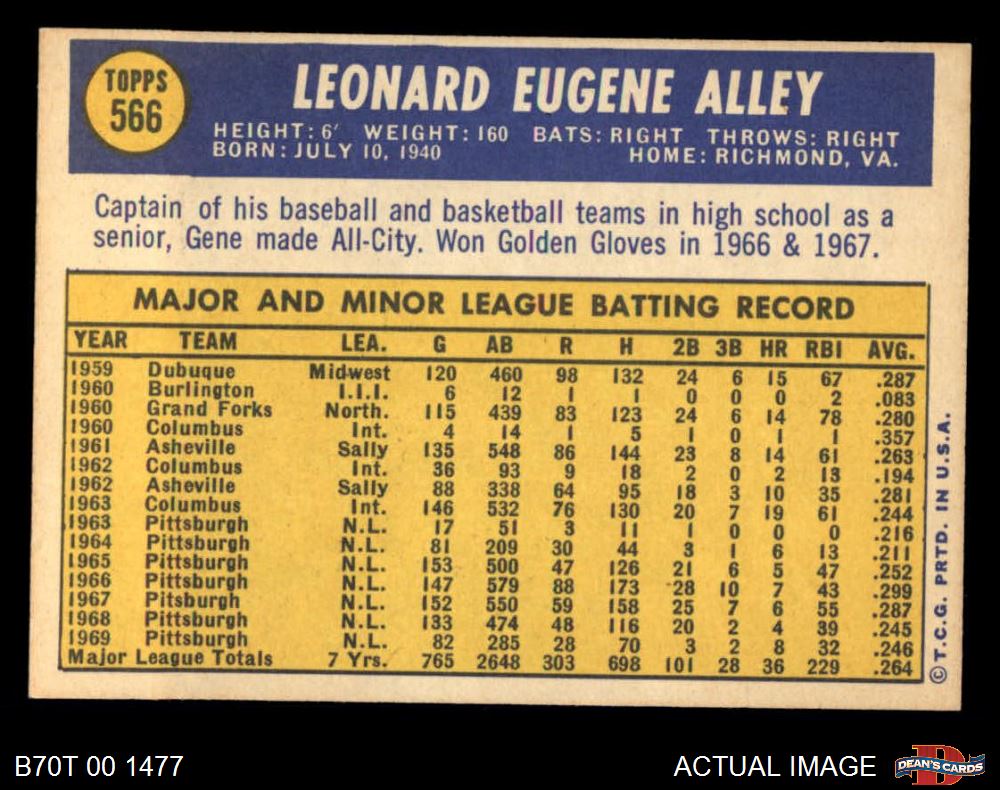 TOPPS
566
LEONARD EUGENE ALLEY
HEIGHT: 6' WEIGHT: 160 BATS: RIGHT THROWS: RIGHT
BORN: JULY 10, 1940 HOME: RICHMOND, VA.
Captain of his baseball and basketball teams in high school as a
senior, Gene made All-City. Won Golden Gloves in 1966 & 1967.
MAJOR AND MINOR LEAGUE BATTING RECORD
YEAR TEAM LEA. G AB R H 2B 3B HR RBI AVG.
1959 Dubuque Midwest 120 460 98 132 24 6 15 67 .287
1960 Burlington I.I.I. 6 12 1 1 0 0 0 2 .083
1960 Grand Forks North. 115 439 83 123 24 6 14 78 .280
1960 Columbus Int. 4 14 1 5 1 0 1 1 .357
1961 Asheville Sally 135 548 86 144 23 8 14 61 .263
1962 Columbus Int. 36 93 9 18 2 0 2 13 .194
1962 Asheville Sally 88 338 64 95 18 3 10 35 .281
1963 Columbus Int. 146 532 76 130 20 7 19 61 .244
1963 Pittsburgh N.L. 17 51 3 11 1 0 0 0 .216
1964 Pittsburgh N.L. 81 209 30 44 3 1 6 13 .211
1965 Pittsburgh N.L. 153 500 47 126 21 6 5 47 .252
1966 Pittsburgh N.L. 147 579 88 173 28 10 7 43 .299
1967 Pitsburgh N.L. 152 550 59 158 25 7 6 55 .287
1968 Pittsburgh N.L. 133 474 48 116 20 2 4 39 .245
1969 Pittsburgh N.L. 82 285 28 70 3 2 8 32 .246
Major League Totals 7 Yrs. 765 2648 303 698 101 28 36 229 .264
© T.C.G. PRTD. IN U.S.A.
B70T 00 1477
ACTUAL IMAGE
D
DEAN'S CARDS